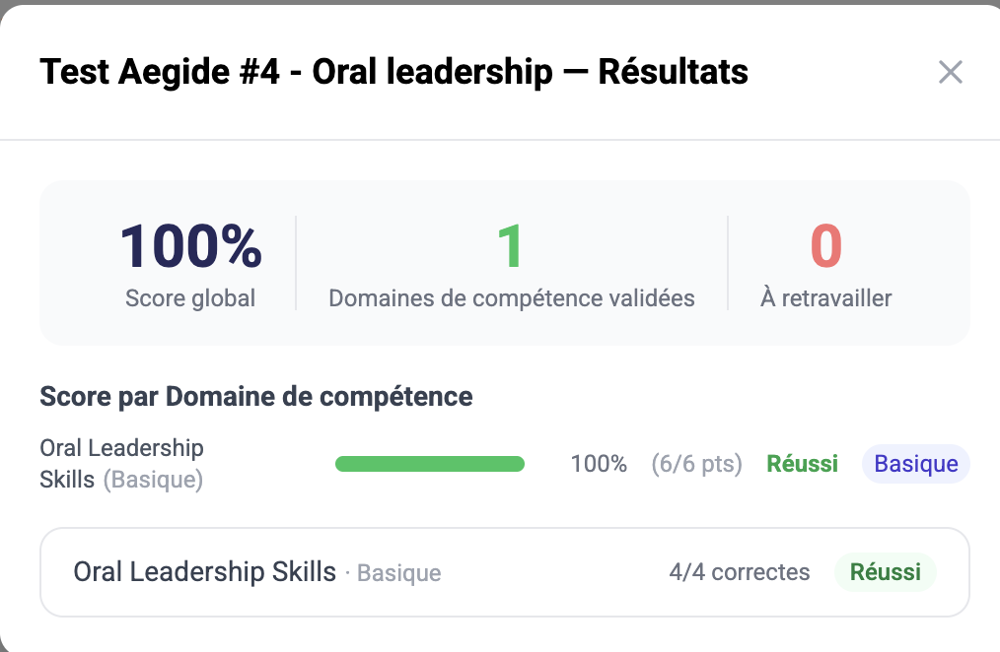 Test Aegide #4 - Oral leadership — Résultats
100%
Score global
1
Domaines de compétence validées
0
À retravailler
Score par Domaine de compétence
Oral Leadership
Skills (Basique)
100% (6/6 pts) Réussi Basique
Oral Leadership Skills · Basique 4/4 correctes Réussi